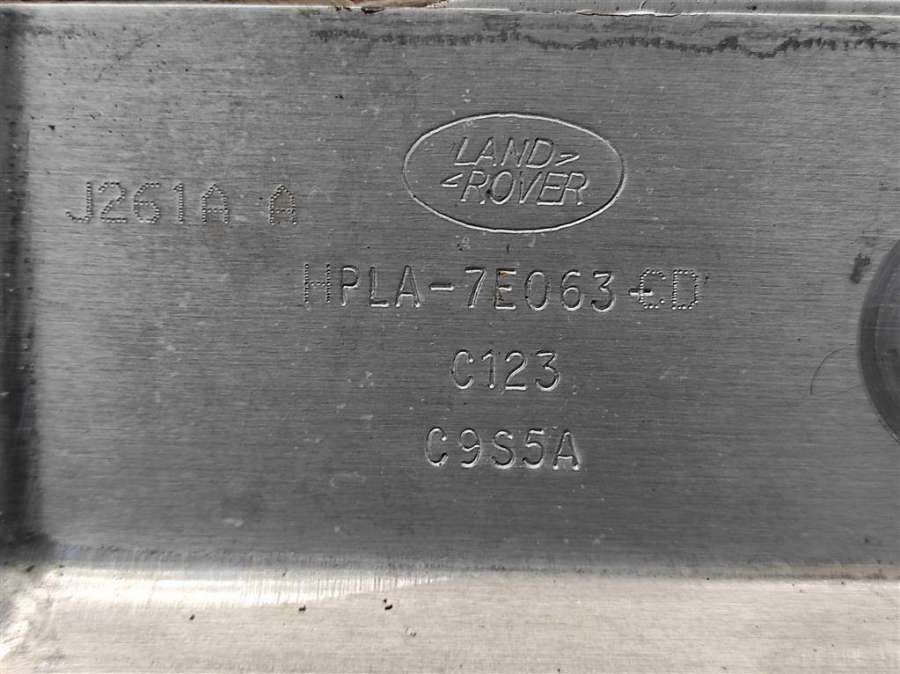 LAND
ROVER
J261A A
HPLA-7E063-CD
C123
C9S5A